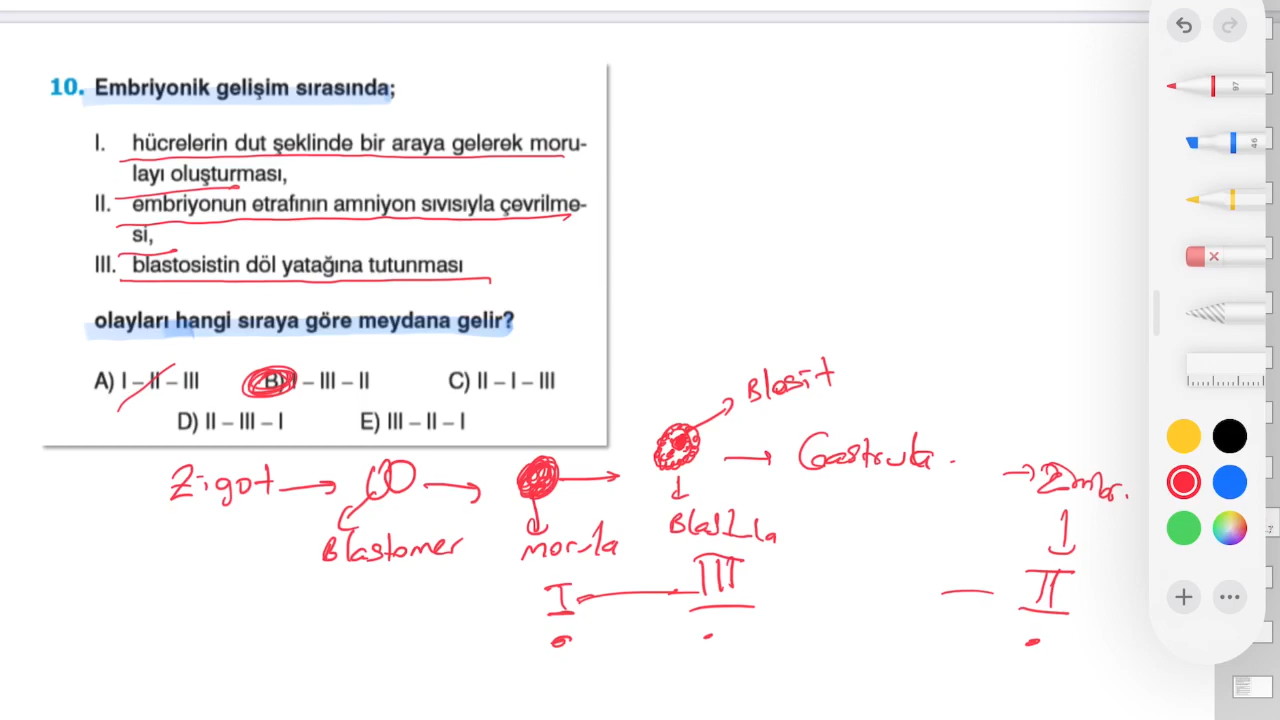 10. Embriyonik gelişim sırasında;
I. hücrelerin dut şeklinde bir araya gelerek moru-
layı oluşturması,
II. embriyonun etrafının amniyon sıvısıyla çevrilme-
si,
III. blastosistin döl yatağına tutunması
olayları hangi sıraya göre meydana gelir?
A) I – II – III B) I – III – II C) II – I – III
D) II – III – I E) III – II – I
Zigot
Blastomer
morula
Gastrula
I III II
97
46